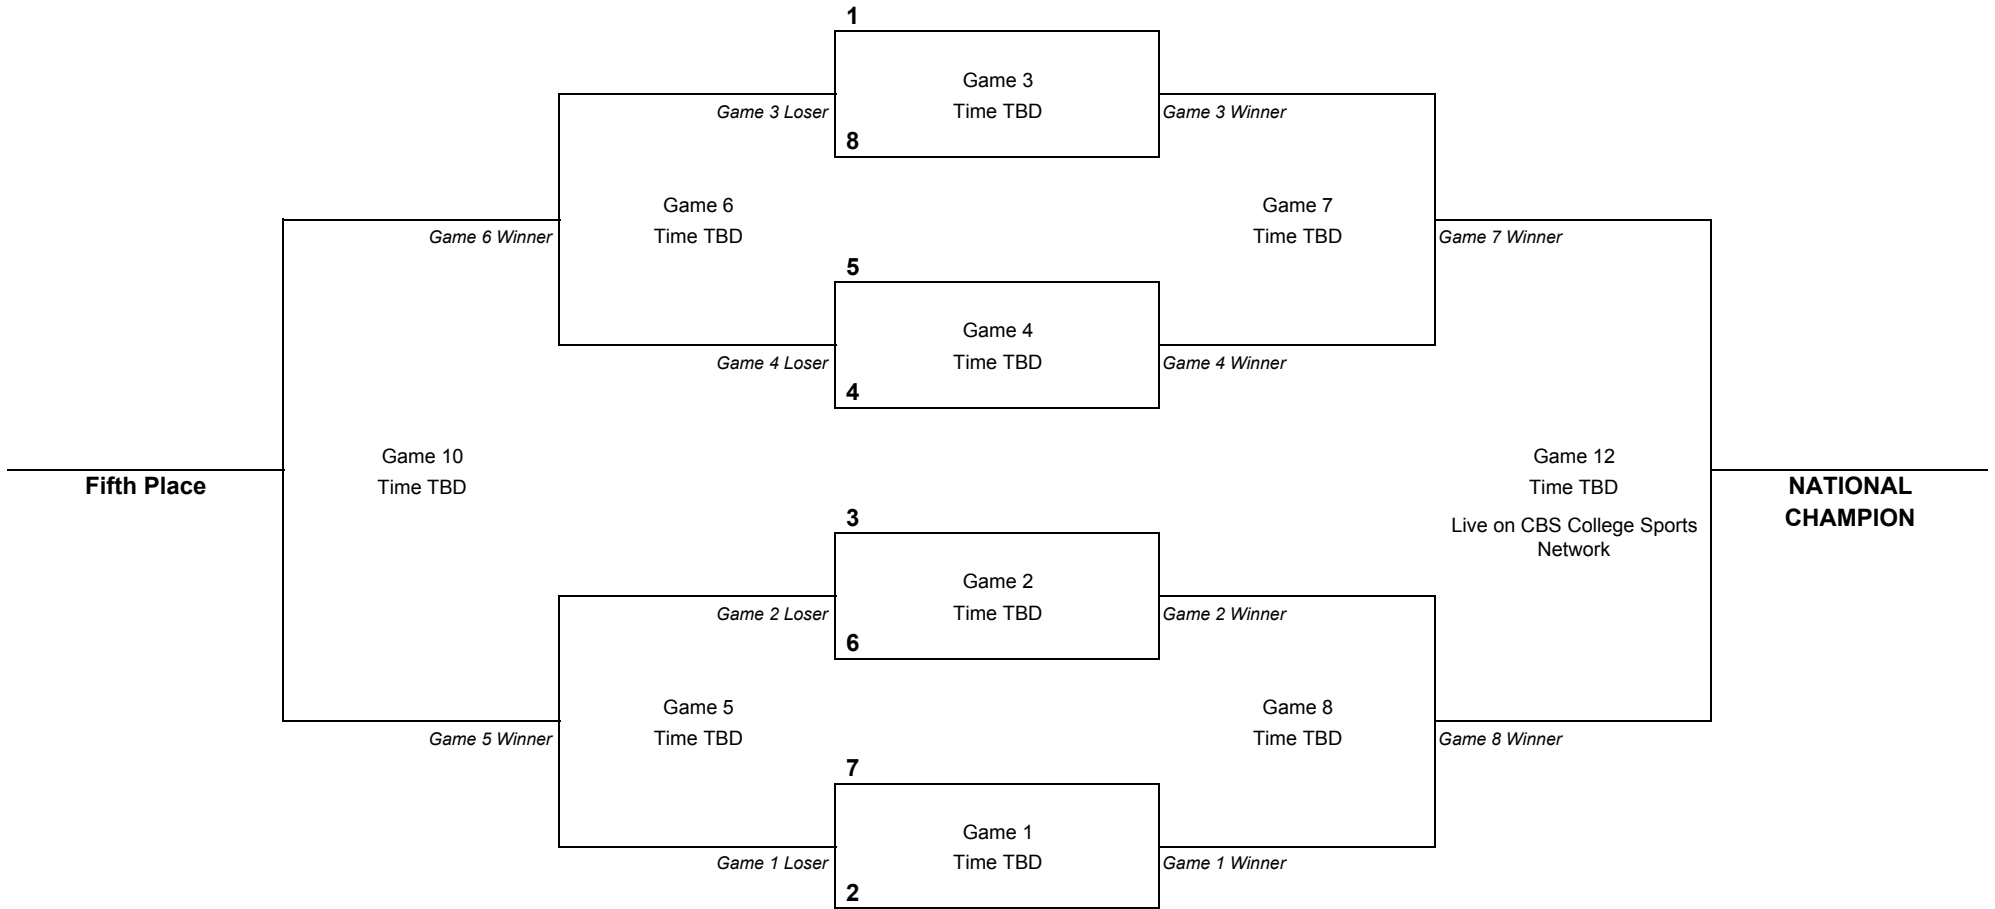 1
Game 3
Time TBD
Game 3 Loser
Game 3 Winner
8
Game 6
Time TBD
Game 7
Time TBD
Game 6 Winner
Game 7 Winner
5
Game 4
Time TBD
Game 4 Loser
Game 4 Winner
4
Game 10
Time TBD
Fifth Place
Game 12
Time TBD
Live on CBS College Sports
Network
NATIONAL
CHAMPION
3
Game 2
Time TBD
Game 2 Loser
Game 2 Winner
6
Game 5
Time TBD
Game 8
Time TBD
Game 5 Winner
Game 8 Winner
7
Game 1
Time TBD
Game 1 Loser
Game 1 Winner
2